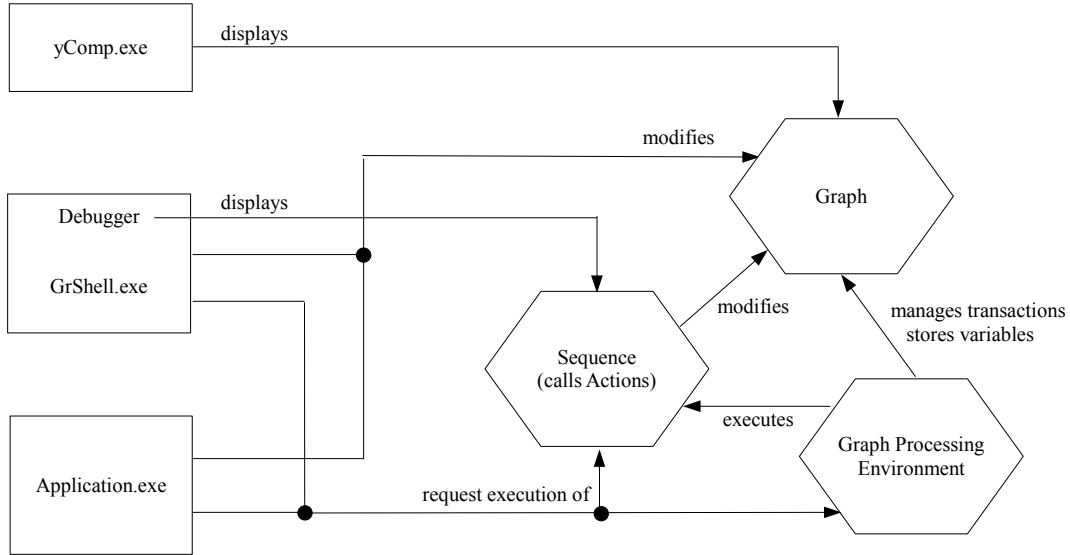 yComp.exe
displays
modifies
Graph
Debugger
displays
GrShell.exe
modifies
manages transactions
stores variables
Sequence
(calls Actions)
executes
Graph Processing
Environment
Application.exe
request execution of